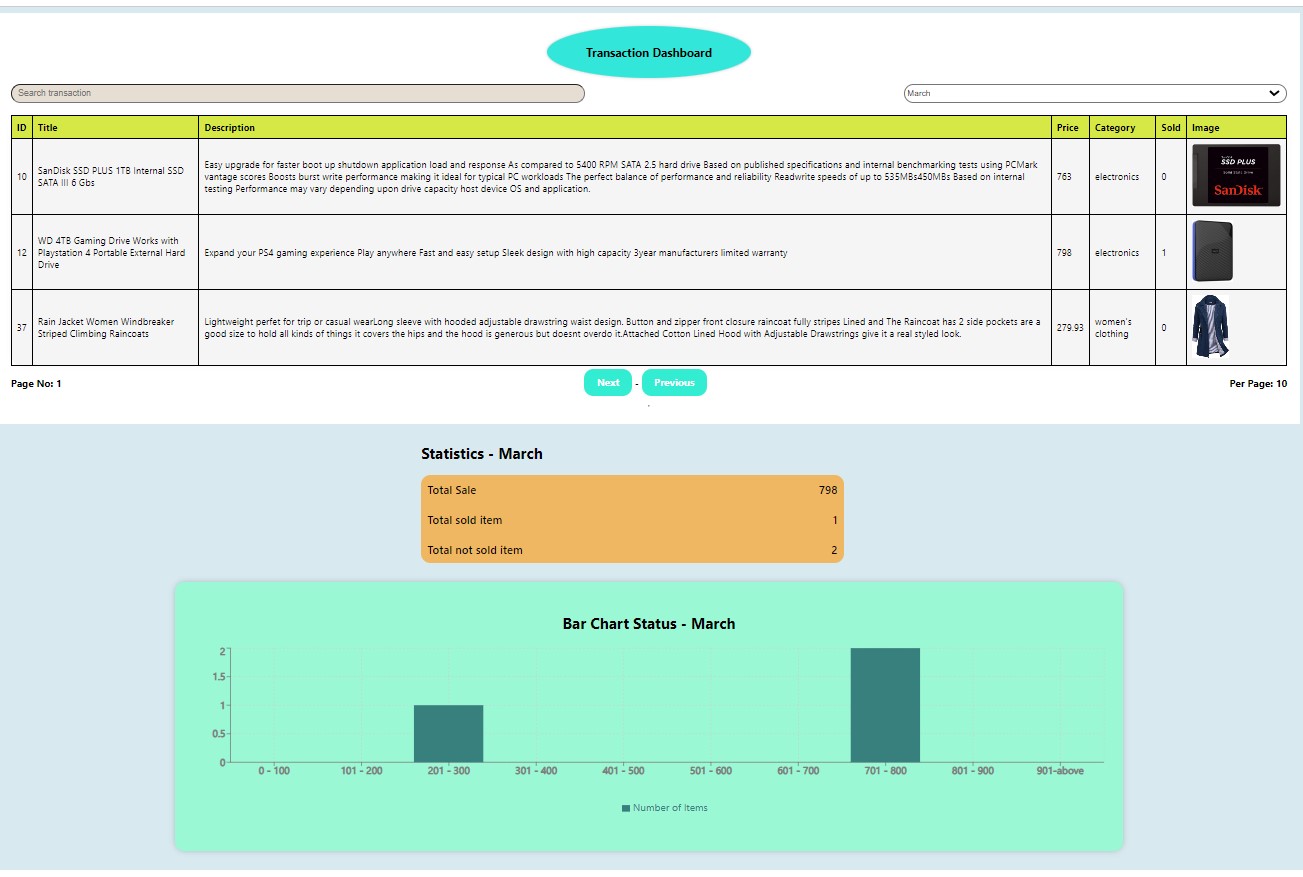 Transaction Dashboard
Search transaction
March
ID Title Description Price Category Sold Image
10 SanDisk SSD PLUS 1TB Internal SSD SATA III 6 Gbs
Easy upgrade for faster boot up shutdown application load and response As compared to 5400 RPM SATA 2.5 hard drive Based on published specifications and internal benchmarking tests using PCMark
vantage scores Boosts burst write performance making it ideal for typical PC workloads The perfect balance of performance and reliability Readwrite speeds of up to 535MBs450MBs Based on internal
testing Performance may vary depending upon drive capacity host device OS and application.
763 electronics 0
SSD PLUS
SanDisk
12 WD 4TB Gaming Drive Works with
Playstation 4 Portable External Hard
Drive
Expand your PS4 gaming experience Play anywhere Fast and easy setup Sleek design with high capacity 3year manufacturers limited warranty
798 electronics 1
37 Rain Jacket Women Windbreaker
Striped Climbing Raincoats
Lightweight perfet for trip or casual wearLong sleeve with hooded adjustable drawstring waist design. Button and zipper front closure raincoat fully stripes Lined and The Raincoat has 2 side pockets are a
good size to hold all kinds of things it covers the hips and the hood is generous but doesnt overdo it.Attached Cotton Lined Hood with Adjustable Drawstrings give it a real styled look.
279.93 women's
clothing 0
Page No: 1 Next - Previous Per Page: 10
Statistics - March
Total Sale 798
Total sold item 1
Total not sold item 2
Bar Chart Status - March
2
1.5
1
0.5
0
0 - 100 101 - 200 201 - 300 301 - 400 401 - 500 501 - 600 601 - 700 701 - 800 801 - 900 901-above
Number of Items